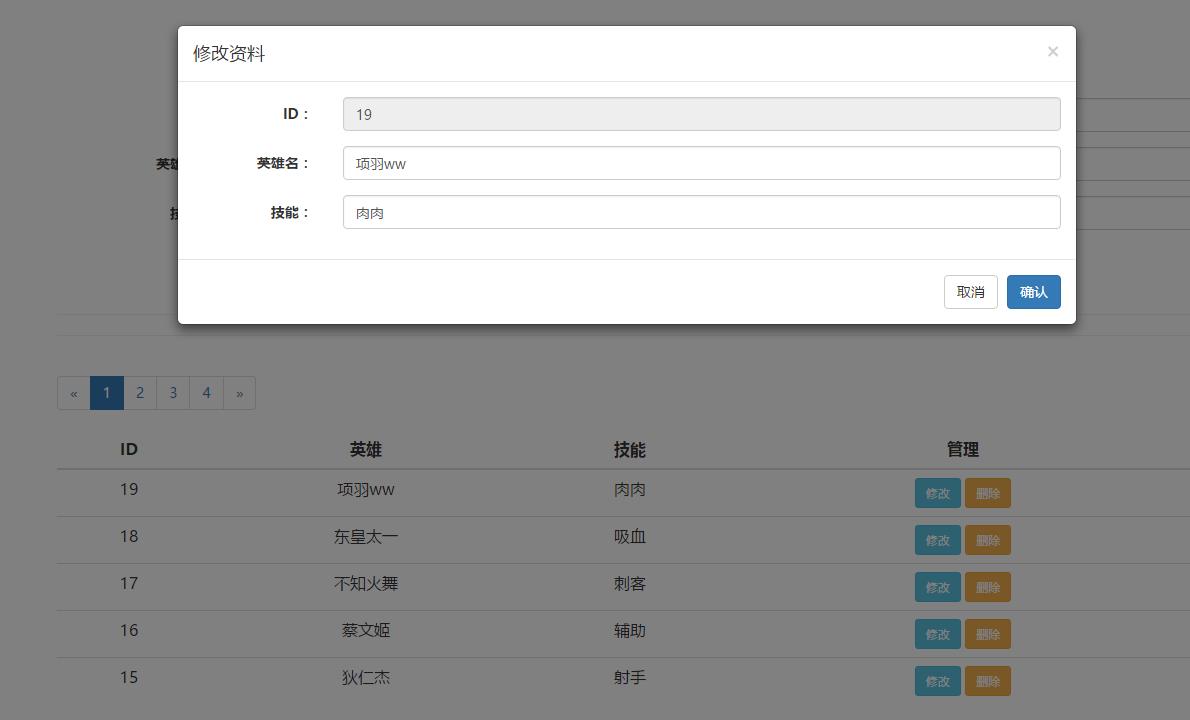 修改资料 ×
ID： 19
英雄名： 项羽ww
技能： 肉肉
取消 确认
« 1 2 3 4 »
ID 英雄 技能 管理
19 项羽ww 肉肉 修改 删除
18 东皇太一 吸血 修改 删除
17 不知火舞 刺客 修改 删除
16 蔡文姬 辅助 修改 删除
15 狄仁杰 射手 修改 删除